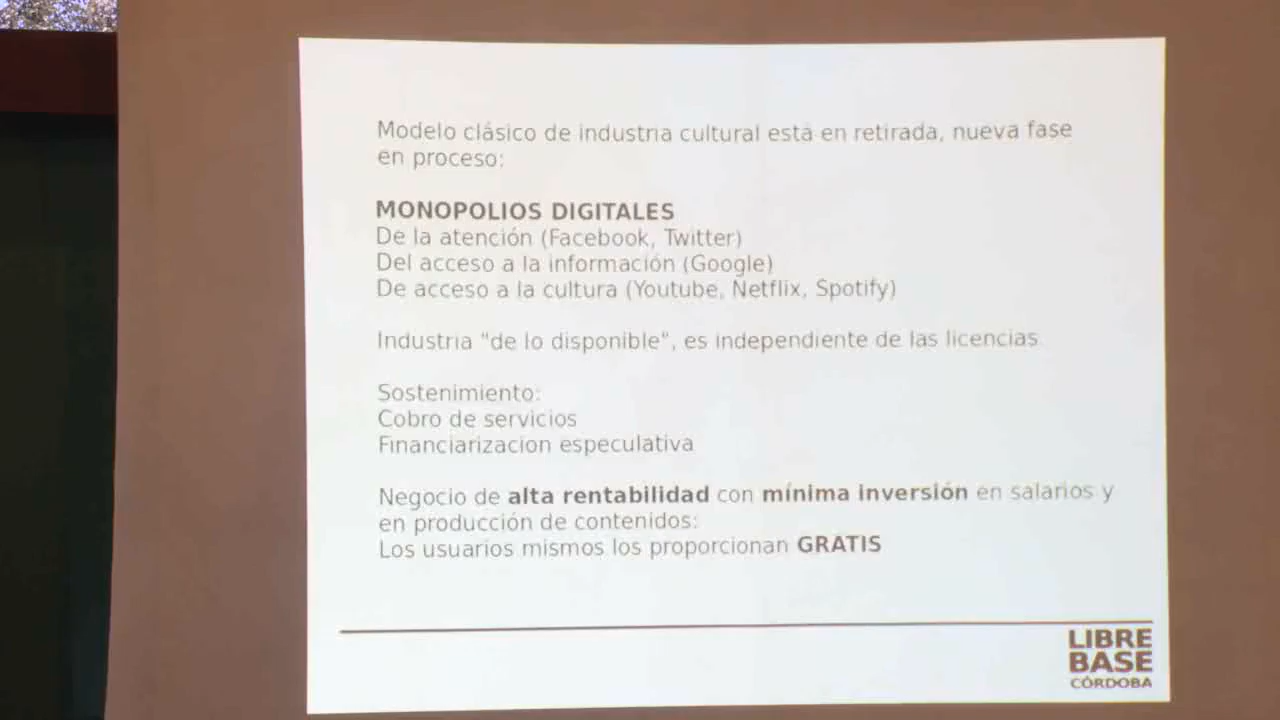 Modelo clásico de industria cultural está en retirada, nueva fase
en proceso:
MONOPOLIOS DIGITALES
De la atención (Facebook, Twitter)
Del acceso a la información (Google)
De acceso a la cultura (Youtube, Netflix, Spotify)
Industria "de lo disponible", es independiente de las licencias.
Sostenimiento:
Cobro de servicios
Financiarizacion especulativa
Negocio de alta rentabilidad con mínima inversión en salarios y
en producción de contenidos:
Los usuarios mismos los proporcionan GRATIS
LIBRE
BASE
CÓRDOBA